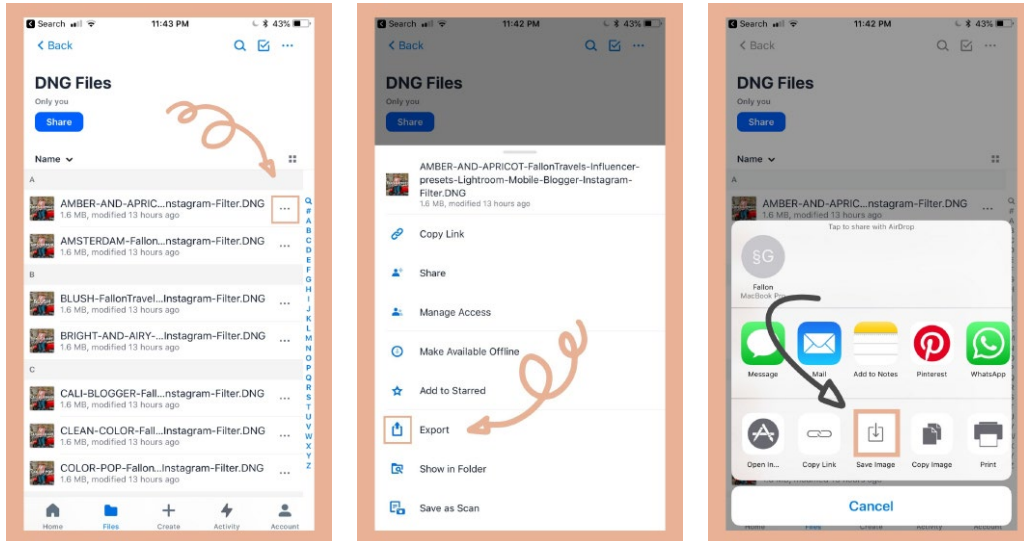 Search
11:43 PM
43%
Back
DNG Files
Only you
Share
Name
A
AMBER-AND-APRIC...nstagram-Filter.DNG
1.6 MB, modified 13 hours ago
AMSTERDAM-Fallon...nstagram-Filter.DNG
1.6 MB, modified 13 hours ago
B
BLUSH-FallonTravel...Instagram-Filter.DNG
1.6 MB, modified 13 hours ago
BRIGHT-AND-AIRY-...Instagram-Filter.DNG
1.6 MB, modified 13 hours ago
C
CALI-BLOGGER-Fall...nstagram-Filter.DNG
1.6 MB, modified 13 hours ago
CLEAN-COLOR-Fall...Instagram-Filter.DNG
1.6 MB, modified 13 hours ago
COLOR-POP-Fallon...Instagram-Filter.DNG
1.6 MB, modified 13 hours ago
#
A
B
C
D
E
F
G
H
I
J
K
L
M
N
O
P
Q
R
S
T
U
V
W
X
Y
Z
Home
Files
Create
Activity
Account
Search
11:42 PM
43%
Back
DNG Files
Only you
Share
AMBER-AND-APRICOT-FallonTravels-Influencer-
presets-Lightroom-Mobile-Blogger-Instagram-
Filter.DNG
1.6 MB, modified 13 hours ago
Copy Link
Share
Manage Access
Make Available Offline
Add to Starred
Export
Show in Folder
Save as Scan
Search
11:42 PM
43%
Back
DNG Files
Only you
Share
Name
A
AMBER-AND-APRIC...nstagram-Filter.DNG
1.6 MB, modified 13 hours ago
Tap to share with AirDrop
§G
Fallon
MacBook Pro
Message
Mail
Add to Notes
Pinterest
WhatsApp
Open in...
Copy Link
Save Image
Copy Image
Print
Cancel
Home
Files
Create
Activity
Account